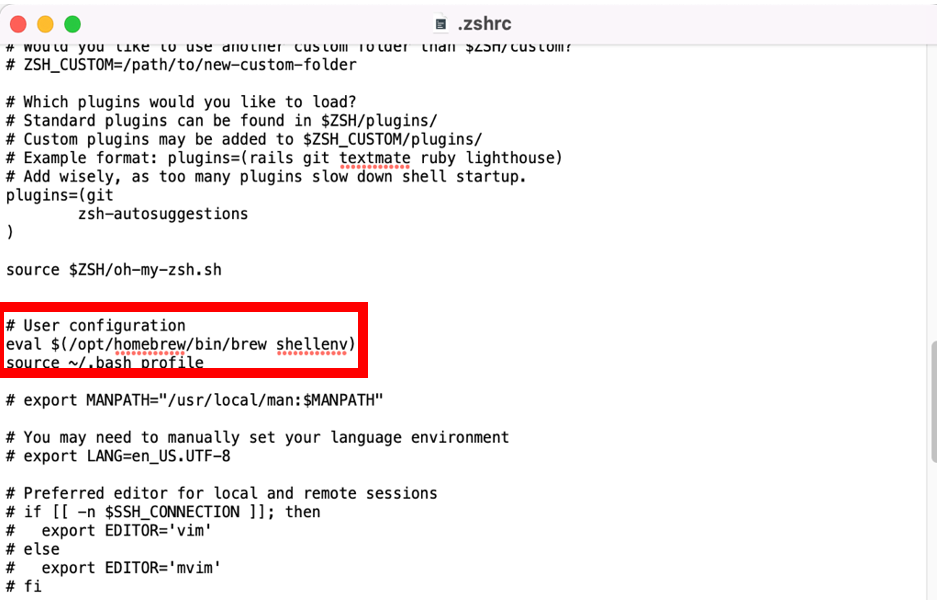 .zshrc
# Would you like to use another custom folder than $ZSH/custom?
# ZSH_CUSTOM=/path/to/new-custom-folder
# Which plugins would you like to load?
# Standard plugins can be found in $ZSH/plugins/
# Custom plugins may be added to $ZSH_CUSTOM/plugins/
# Example format: plugins=(rails git textmate ruby lighthouse)
# Add wisely, as too many plugins slow down shell startup.
plugins=(git
zsh-autosuggestions
)
source $ZSH/oh-my-zsh.sh
# User configuration
eval $(/opt/homebrew/bin/brew shellenv)
source ~/.bash_profile
# export MANPATH="/usr/local/man:$MANPATH"
# You may need to manually set your language environment
# export LANG=en_US.UTF-8
# Preferred editor for local and remote sessions
# if [[ -n $SSH_CONNECTION ]]; then
#   export EDITOR='vim'
# else
#   export EDITOR='mvim'
# fi